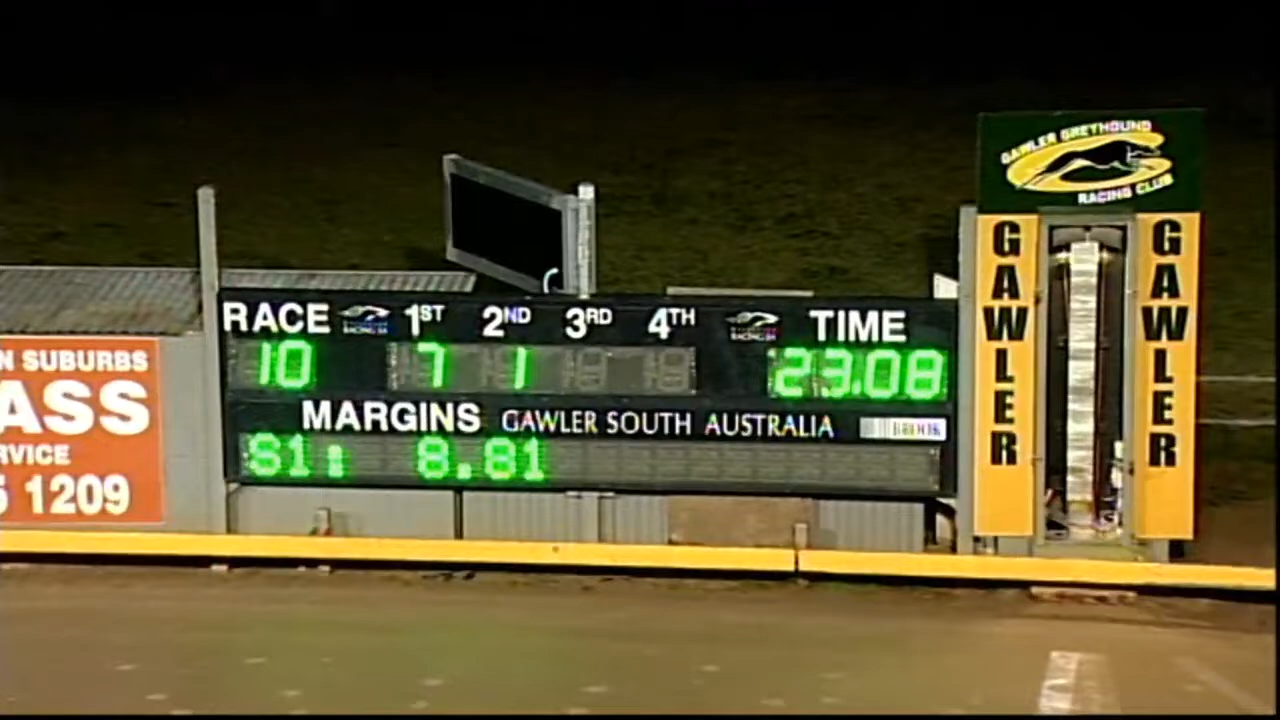 GAWLER GREYHOUND
RACING CLUB
GAWLER
GAWLER
RACE 1ST 2ND 3RD 4TH TIME
10 7 1 23.08
MARGINS GAWLER SOUTH AUSTRALIA
S1: 8.81
N SUBURBS
ASS
RVICE
5 1209